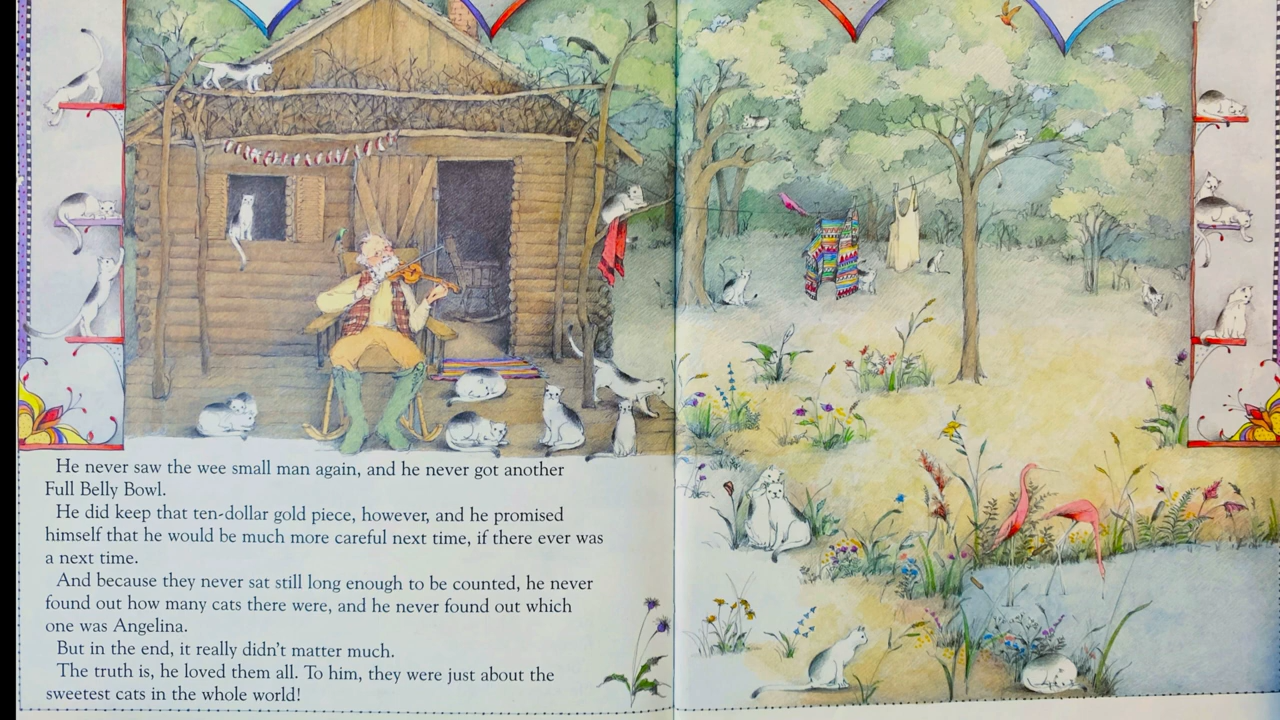 He never saw the wee small man again, and he never got another
Full Belly Bowl.
He did keep that ten-dollar gold piece, however, and he promised
himself that he would be much more careful next time, if there ever was
a next time.
And because they never sat still long enough to be counted, he never
found out how many cats there were, and he never found out which
one was Angelina.
But in the end, it really didn't matter much.
The truth is, he loved them all. To him, they were just about the
sweetest cats in the whole world!